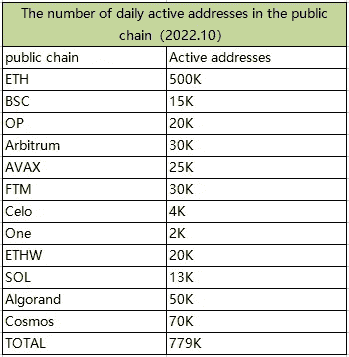 The number of daily active addresses in the public
chain（2022.10）
public chain Active addresses
ETH 500K
BSC 15K
OP 20K
Arbitrum 30K
AVAX 25K
FTM 30K
Celo 4K
One 2K
ETHW 20K
SOL 13K
Algorand 50K
Cosmos 70K
TOTAL 779K